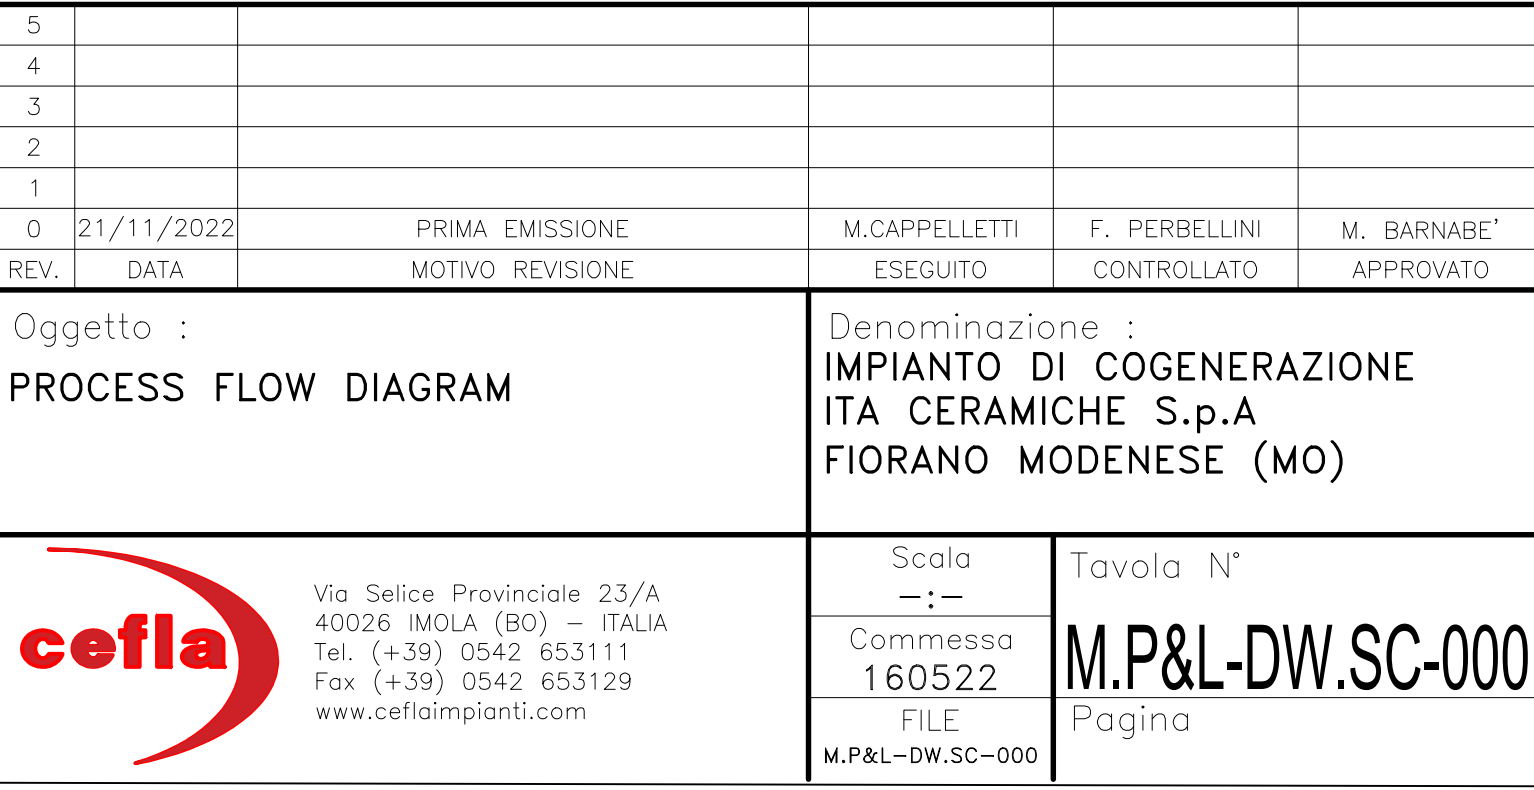 5
4
3
2
1
0 21/11/2022 PRIMA EMISSIONE M.CAPPELLETTI F. PERBELLINI M. BARNABE'
REV. DATA MOTIVO REVISIONE ESEGUITO CONTROLLATO APPROVATO
Oggetto :
PROCESS FLOW DIAGRAM
Denominazione :
IMPIANTO DI COGENERAZIONE
ITA CERAMICHE S.p.A
FIORANO MODENESE (MO)
cefla
Via Selice Provinciale 23/A
40026 IMOLA (BO) – ITALIA
Tel. (+39) 0542 653111
Fax (+39) 0542 653129
www.ceflaimpianti.com
Scala
–:–
Commessa
160522
FILE
M.P&L–DW.SC–000
Tavola N°
M.P&L-DW.SC-000
Pagina